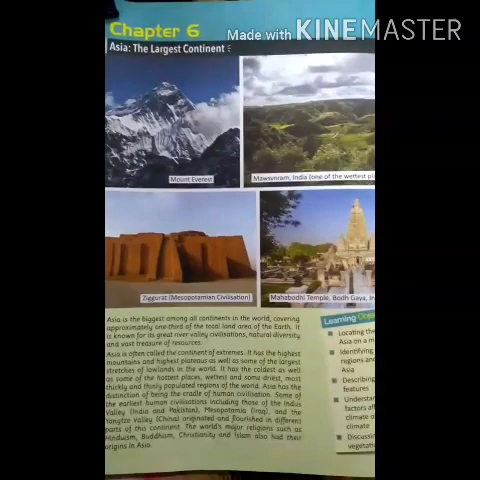 Chapter 6
Made with KINEMASTER
Asia: The Largest Continent
Mount Everest
Mawsynram, India (one of the wettest pl
Ziggurat (Mesopotamian Civilisation)
Mahabodhi Temple, Bodh Gaya, In
Asia is the biggest among all continents in the world, covering
approximately one-third of the total land area of the Earth. It
is known for its great river valley civilisations, natural diversity
and vast treasure of resources.
Asia is often called the continent of extremes. It has the highest
mountains and highest plateaus as well as some of the largest
stretches of lowlands in the world. It has the coldest as well
as some of the hottest places, wettest and some driest, most
thickly and thinly populated regions of the world. Asia has the
distinction of being the cradle of human civilisation. Some of
the earliest human civilisations including those of the Indus
Valley (India and Pakistan), Mesopotamia (Iraq), and the
Yangtze Valley (China) originated and flourished in different
parts of this continent. The world's major religions such as
Hinduism, Buddhism, Christianity and Islam also had their
origins in Asia.
Learning
Locating the
Asia on a m
Identifying
regions and
Asia
Describing
features
Understan
factors af
climate o
climate
Discussin
vegetati